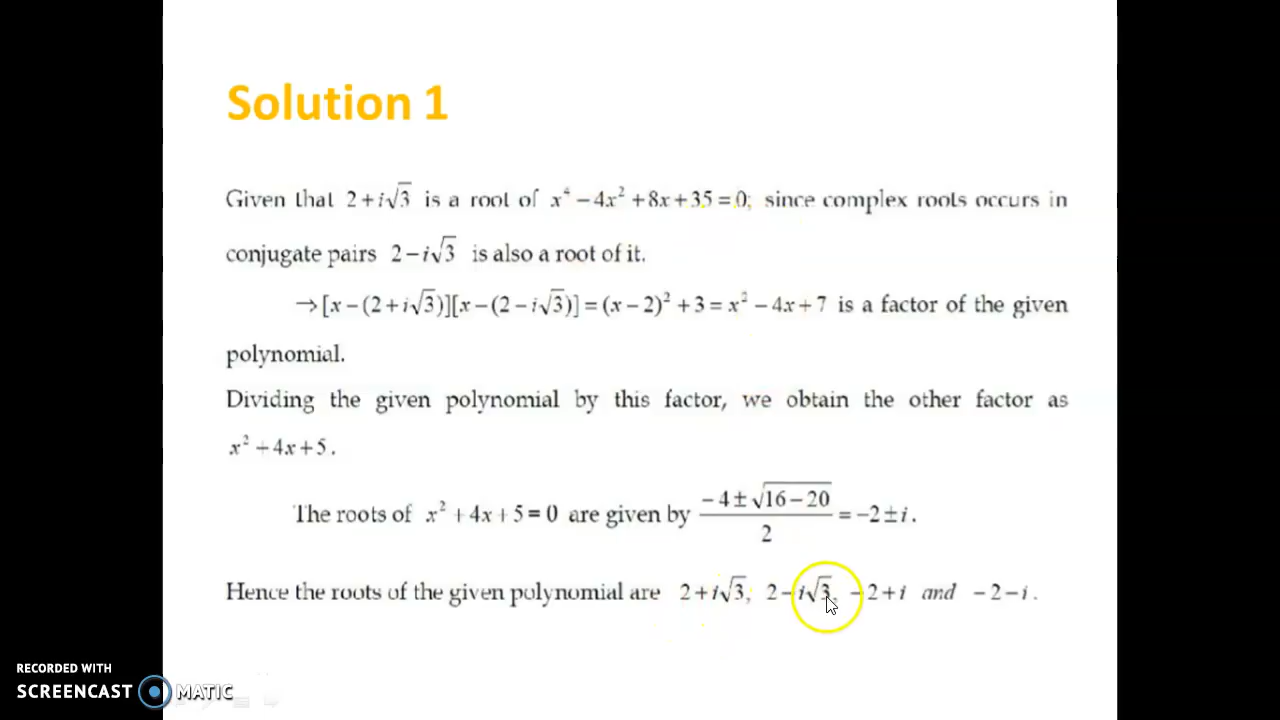 Solution 1
Given that 2+i√3 is a root of x⁴ − 4x² + 8x + 35 = 0; since complex roots occurs in
conjugate pairs 2−i√3 is also a root of it.
→[x−(2+i√3)][x−(2−i√3)] = (x−2)² + 3 = x² − 4x + 7 is a factor of the given
polynomial.
Dividing the given polynomial by this factor, we obtain the other factor as
x² + 4x + 5.
The roots of x² + 4x + 5 = 0 are given by (−4 ± √(16−20))/2 = −2 ± i.
Hence the roots of the given polynomial are 2+i√3, 2−i√3, −2+i and −2−i.
RECORDED WITH
SCREENCAST MATIC